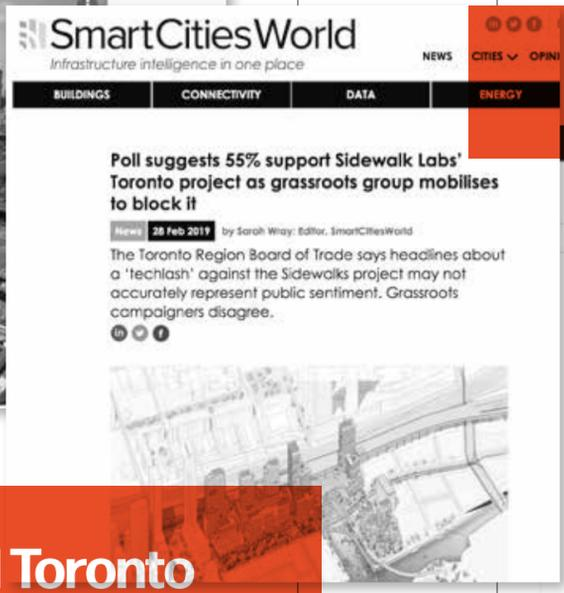 SmartCitiesWorld
Infrastructure intelligence in one place
NEWS CITIES OPINI
BUILDINGS CONNECTIVITY DATA ENERGY
Poll suggests 55% support Sidewalk Labs'
Toronto project as grassroots group mobilises
to block it
News 28 Feb 2019 by Sarah Wray: Editor, SmartCitiesWorld
The Toronto Region Board of Trade says headlines about
a 'techlash' against the Sidewalks project may not
accurately represent public sentiment. Grassroots
campaigners disagree.
in f
Toronto